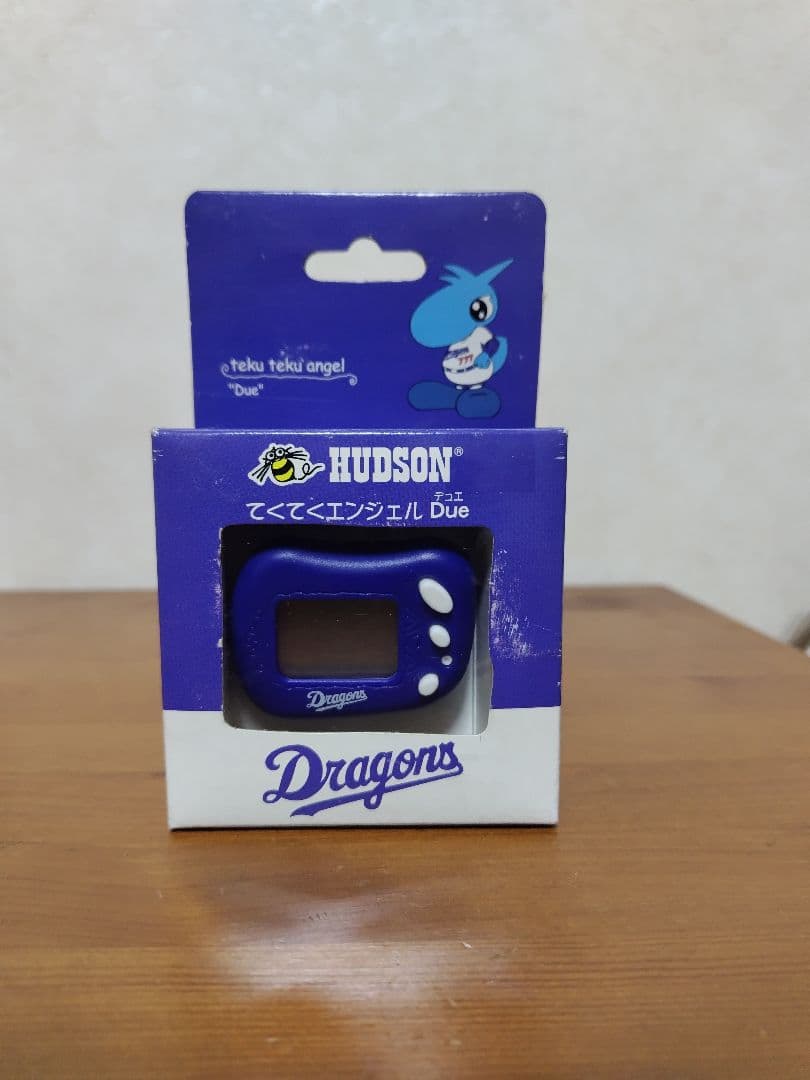 teku teku angel
"Due"
HUDSON®
デュエ
てくてくエンジェル Due
Dragons
Dragons